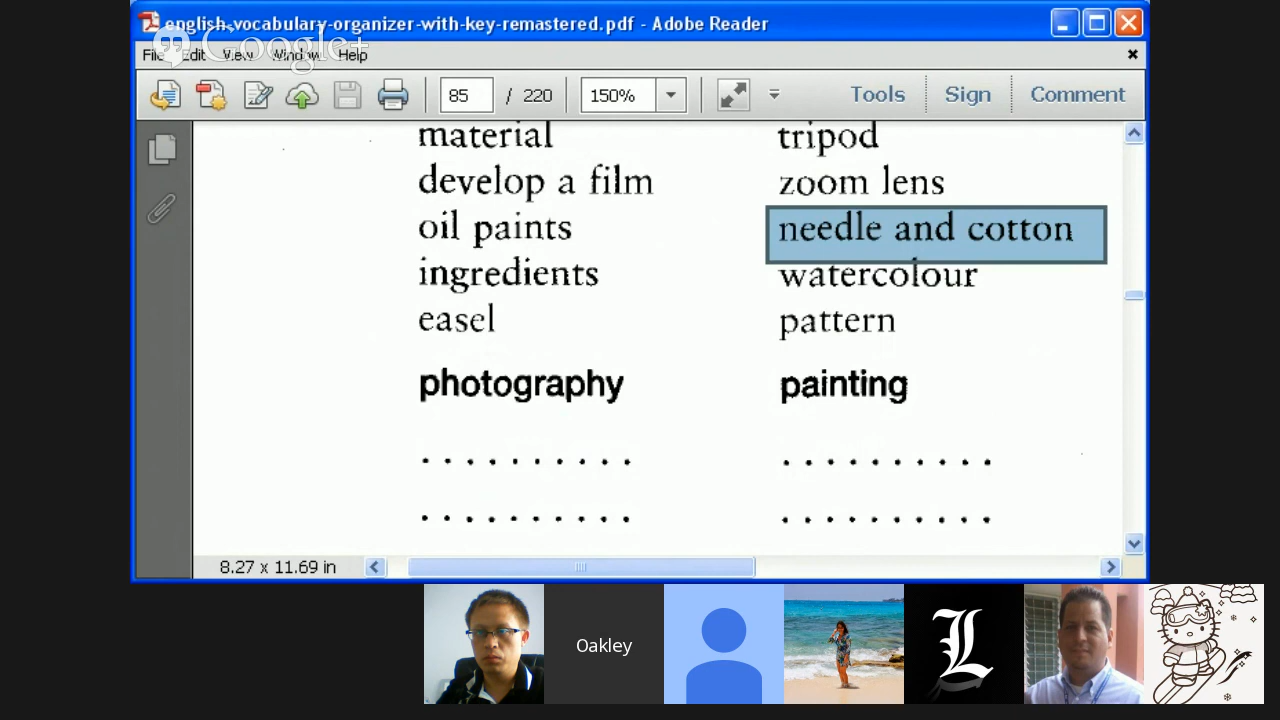 english-vocabulary-organizer-with-key-remastered.pdf - Adobe Reader
Google+
File Edit View Window Help
85 / 220 150% Tools Sign Comment
material tripod
develop a film zoom lens
oil paints needle and cotton
ingredients watercolour
easel pattern
photography painting
. . . . . . . . . . . . . . . . . . . .
. . . . . . . . . . . . . . . . . . . .
8.27 x 11.69 in
Oakley
L